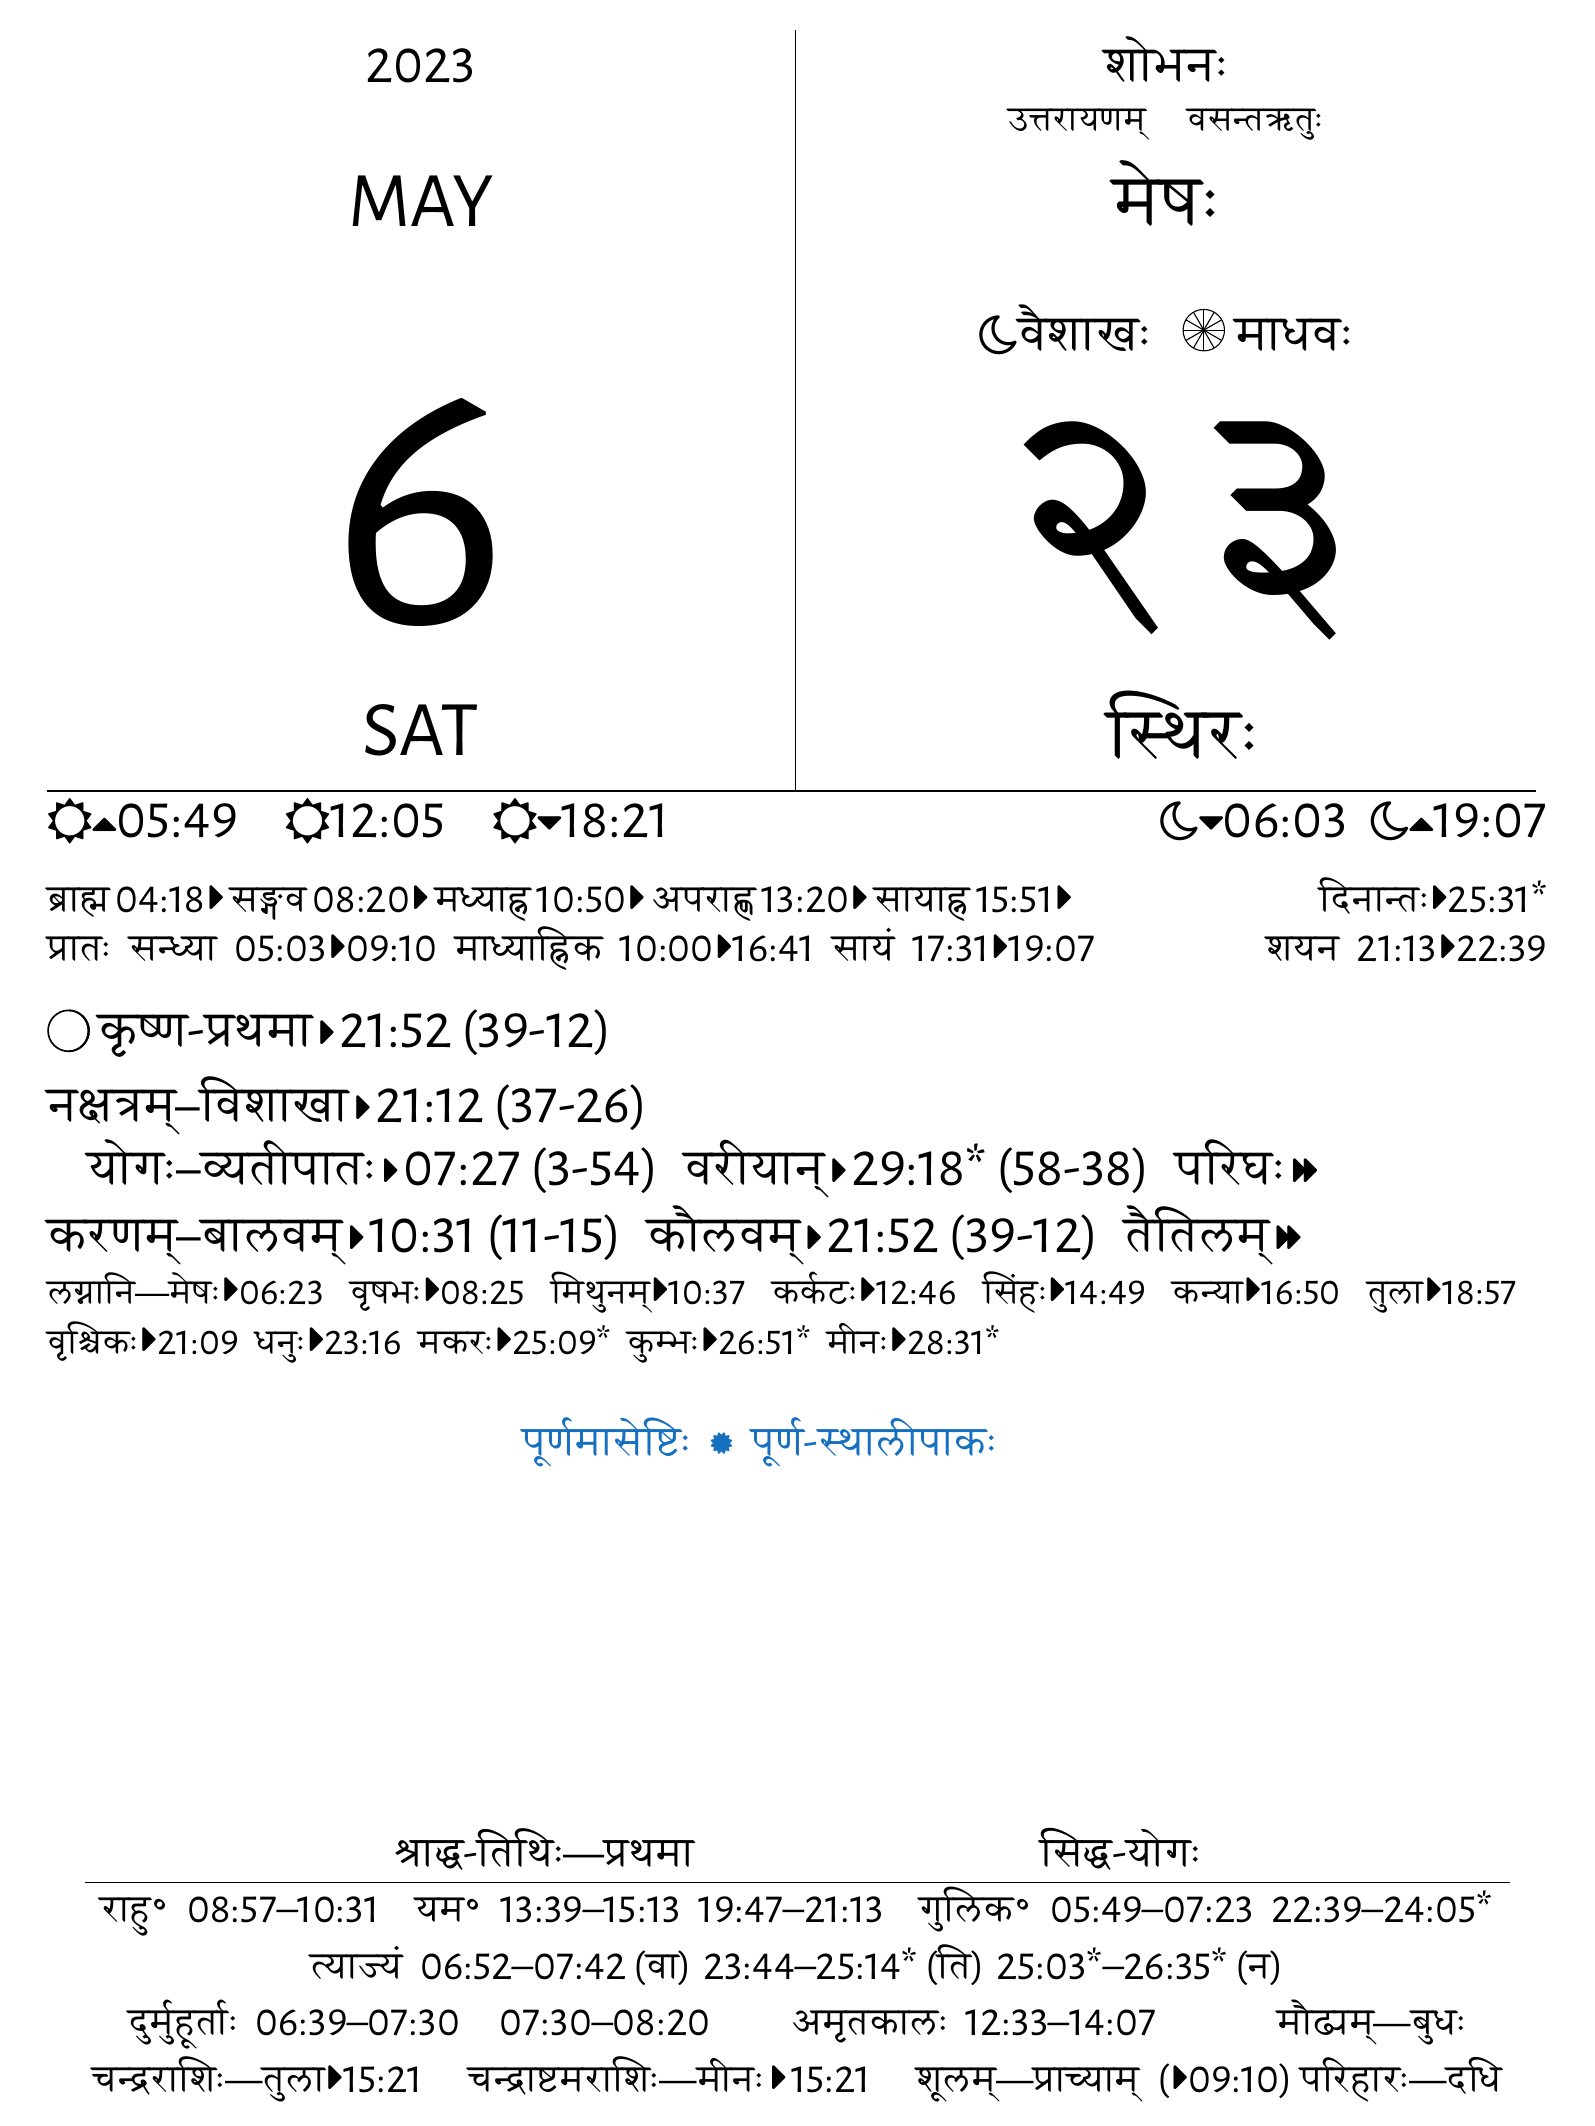 2023
MAY
6
SAT
शोभनः
उत्तरायणम् वसन्तऋतुः
मेषः
वैशाखः माधवः
२३
स्थिरः
05:49 12:05 18:21 06:03 19:07
ब्राह्म 04:18 सङ्गव 08:20 मध्याह्न 10:50 अपराह्ण 13:20 सायाह्न 15:51 दिनान्तः 25:31*
प्रातः सन्ध्या 05:03 09:10 माध्याह्निक 10:00 16:41 सायं 17:31 19:07 शयन 21:13 22:39
कृष्ण-प्रथमा 21:52 (39-12)
नक्षत्रम्–विशाखा 21:12 (37-26)
योगः–व्यतीपातः 07:27 (3-54) वरीयान् 29:18* (58-38) परिघः
करणम्–बालवम् 10:31 (11-15) कौलवम् 21:52 (39-12) तैतिलम्
लग्नानि—मेषः 06:23 वृषभः 08:25 मिथुनम् 10:37 कर्कटः 12:46 सिंहः 14:49 कन्या 16:50 तुला 18:57
वृश्चिकः 21:09 धनुः 23:16 मकरः 25:09* कुम्भः 26:51* मीनः 28:31*
पूर्णमासेष्टिः ✹ पूर्ण-स्थालीपाकः
श्राद्ध-तिथिः—प्रथमा सिद्ध-योगः
राहु॰ 08:57–10:31 यम॰ 13:39–15:13 19:47–21:13 गुलिक॰ 05:49–07:23 22:39–24:05*
त्याज्यं 06:52–07:42 (वा) 23:44–25:14* (ति) 25:03*–26:35* (न)
दुर्मुहूर्ताः 06:39–07:30 07:30–08:20 अमृतकालः 12:33–14:07 मौढ्यम्—बुधः
चन्द्रराशिः—तुला 15:21 चन्द्राष्टमराशिः—मीनः 15:21 शूलम्—प्राच्याम् (09:10) परिहारः—दधि